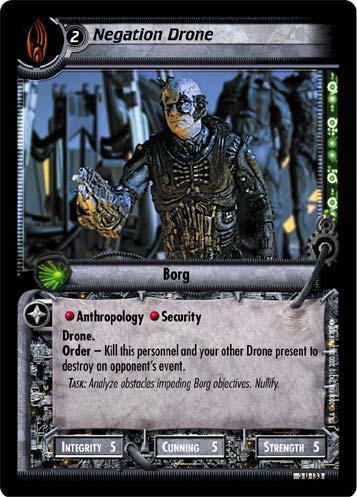 2 Negation Drone
Borg
Anthropology Security
Drone.
Order – Kill this personnel and your other Drone present to
destroy an opponent's event.
TASK: Analyze obstacles impeding Borg objectives. Nullify.
INTEGRITY 5 CUNNING 5 STRENGTH 5